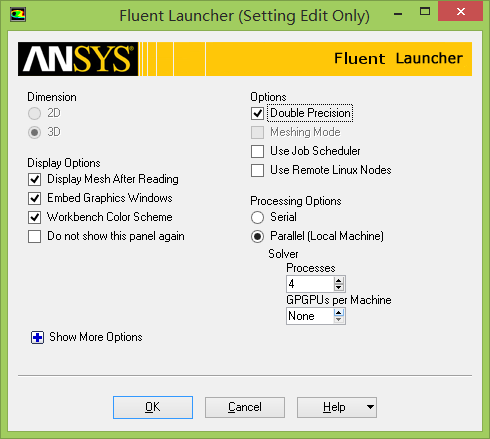 Fluent Launcher (Setting Edit Only)
ANSYS®
Fluent Launcher
Dimension
2D
3D
Display Options
Display Mesh After Reading
Embed Graphics Windows
Workbench Color Scheme
Do not show this panel again
Options
Double Precision
Meshing Mode
Use Job Scheduler
Use Remote Linux Nodes
Processing Options
Serial
Parallel (Local Machine)
Solver
Processes
4
GPGPUs per Machine
None
Show More Options
OK
Cancel
Help